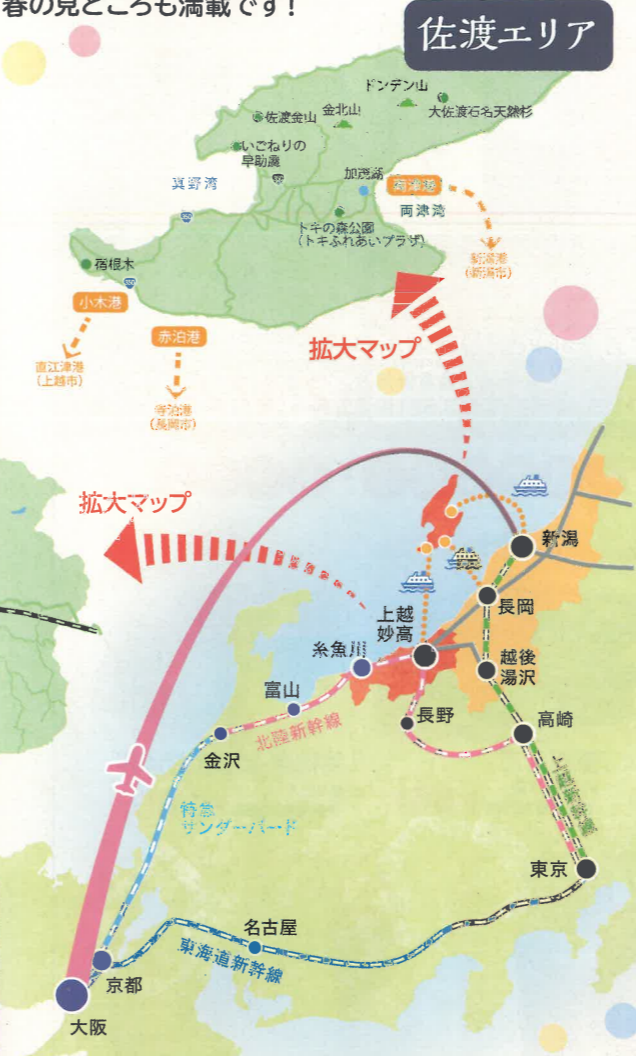 春の見どころも満載です!
佐渡エリア
ドンデン山
金北山
佐渡金山
大佐渡石名天然杉
いごねりの
早助屋
加茂湖
両津港
真野湾
両津湾
トキの森公園
(トキふれあいプラザ)
新潟港
(新潟市)
宿根木
小木港
赤泊港
直江津港
(上越市)
寺泊港
(長岡市)
拡大マップ
拡大マップ
新潟
長岡
上越
妙高
越後
湯沢
糸魚川
富山
長野
高崎
北陸新幹線
金沢
上越新幹線
特急
サンダーバード
東京
名古屋
東海道新幹線
京都
大阪